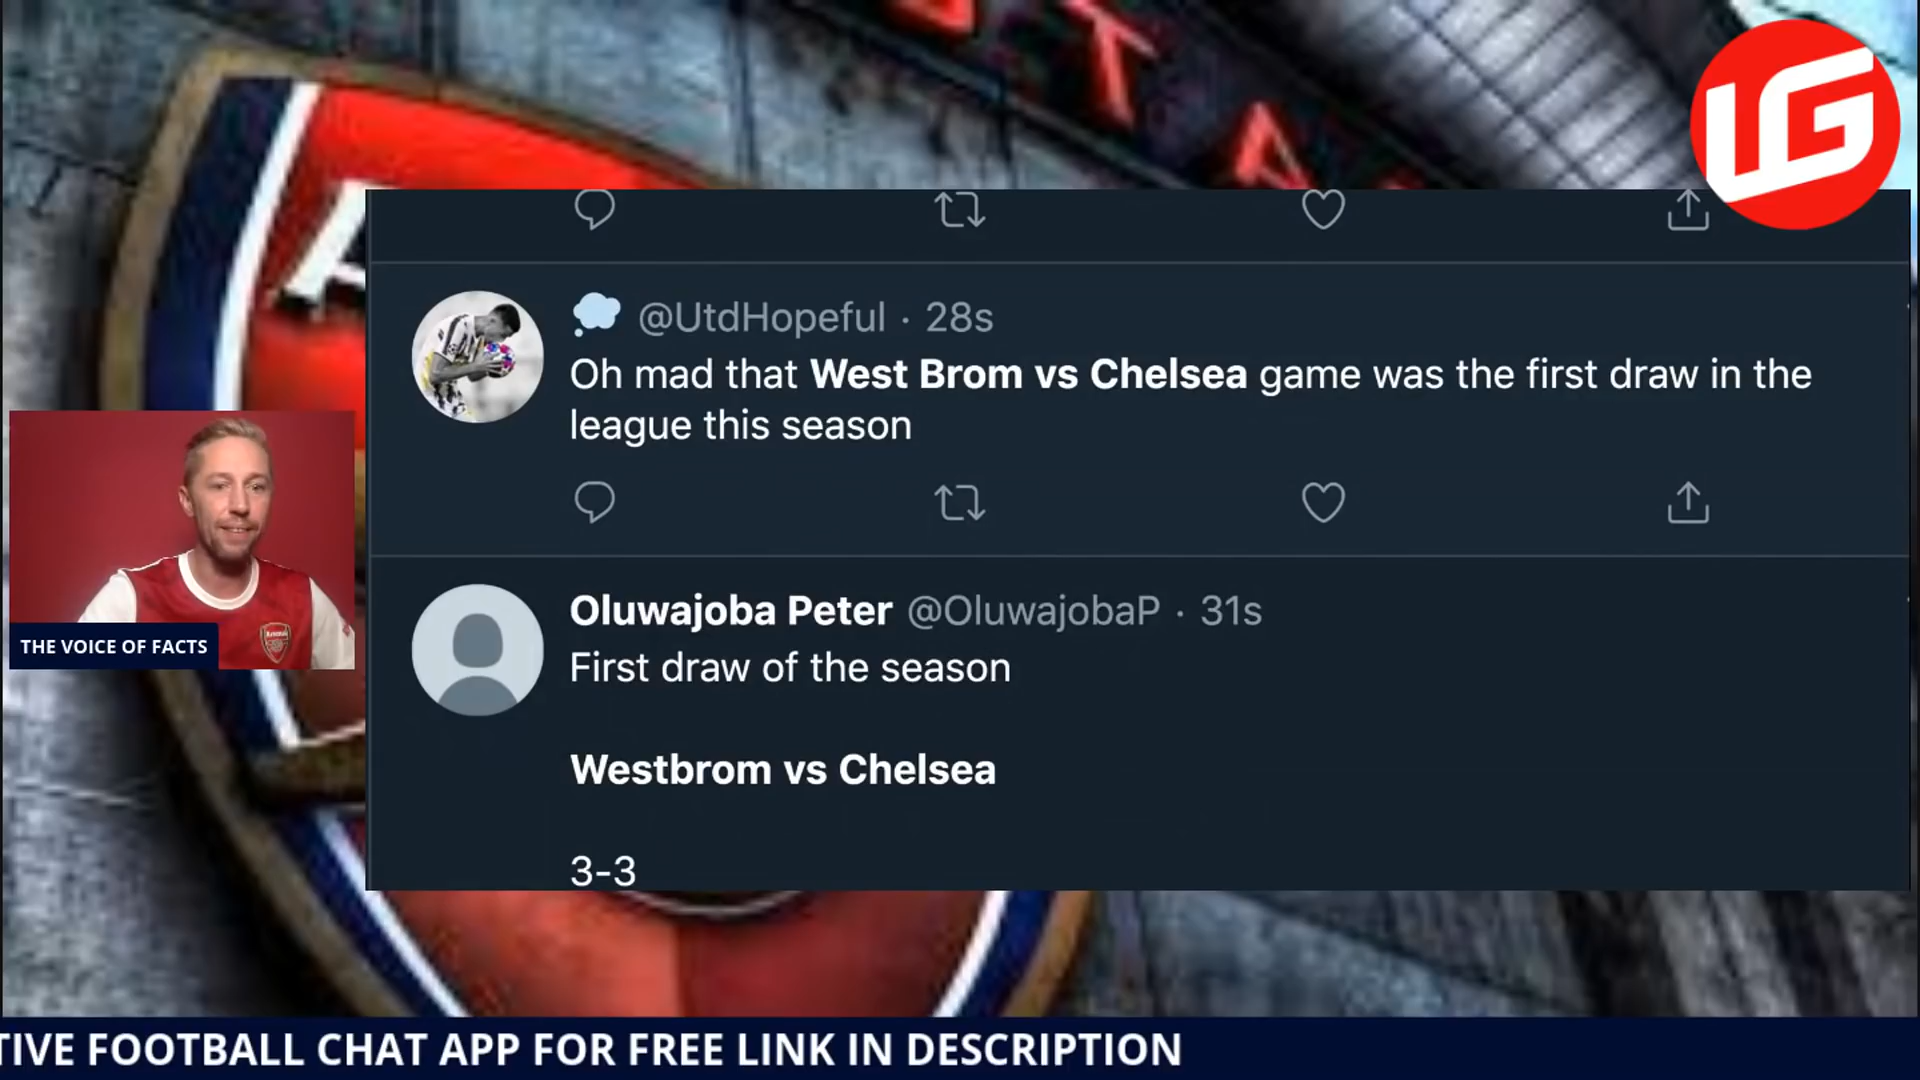 T A
LG
A
@UtdHopeful · 28s
Oh mad that West Brom vs Chelsea game was the first draw in the
league this season
Oluwajoba Peter @OluwajobaP · 31s
First draw of the season
Westbrom vs Chelsea
3-3
THE VOICE OF FACTS
TIVE FOOTBALL CHAT APP FOR FREE LINK IN DESCRIPTION